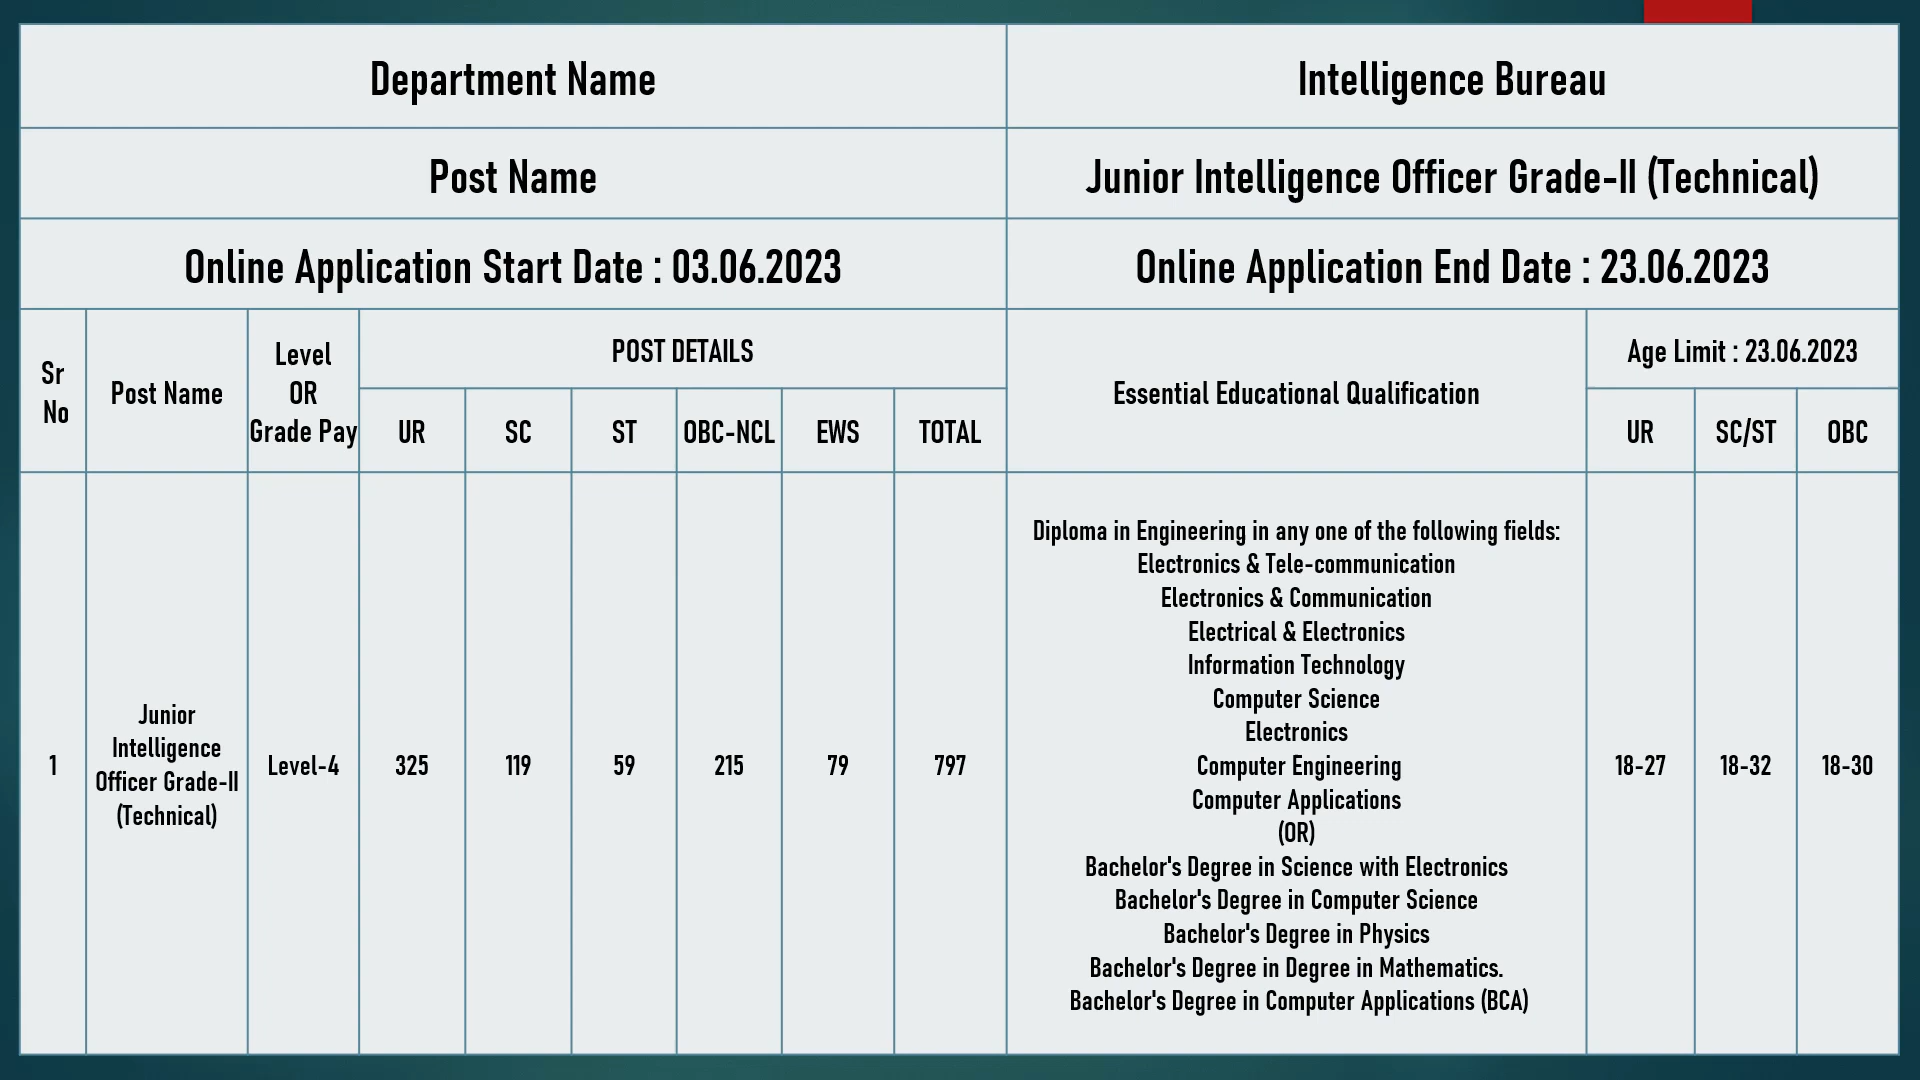 Department Name
Intelligence Bureau
Post Name
Junior Intelligence Officer Grade-II (Technical)
Online Application Start Date : 03.06.2023
Online Application End Date : 23.06.2023
Sr
No
Post Name
Level
OR
Grade Pay
POST DETAILS
UR
SC
ST
OBC-NCL
EWS
TOTAL
Essential Educational Qualification
Age Limit : 23.06.2023
UR
SC/ST
OBC
1
Junior
Intelligence
Officer Grade-II
(Technical)
Level-4
325
119
59
215
79
797
Diploma in Engineering in any one of the following fields:
Electronics & Tele-communication
Electronics & Communication
Electrical & Electronics
Information Technology
Computer Science
Electronics
Computer Engineering
Computer Applications
(OR)
Bachelor's Degree in Science with Electronics
Bachelor's Degree in Computer Science
Bachelor's Degree in Physics
Bachelor's Degree in Degree in Mathematics.
Bachelor's Degree in Computer Applications (BCA)
18-27
18-32
18-30